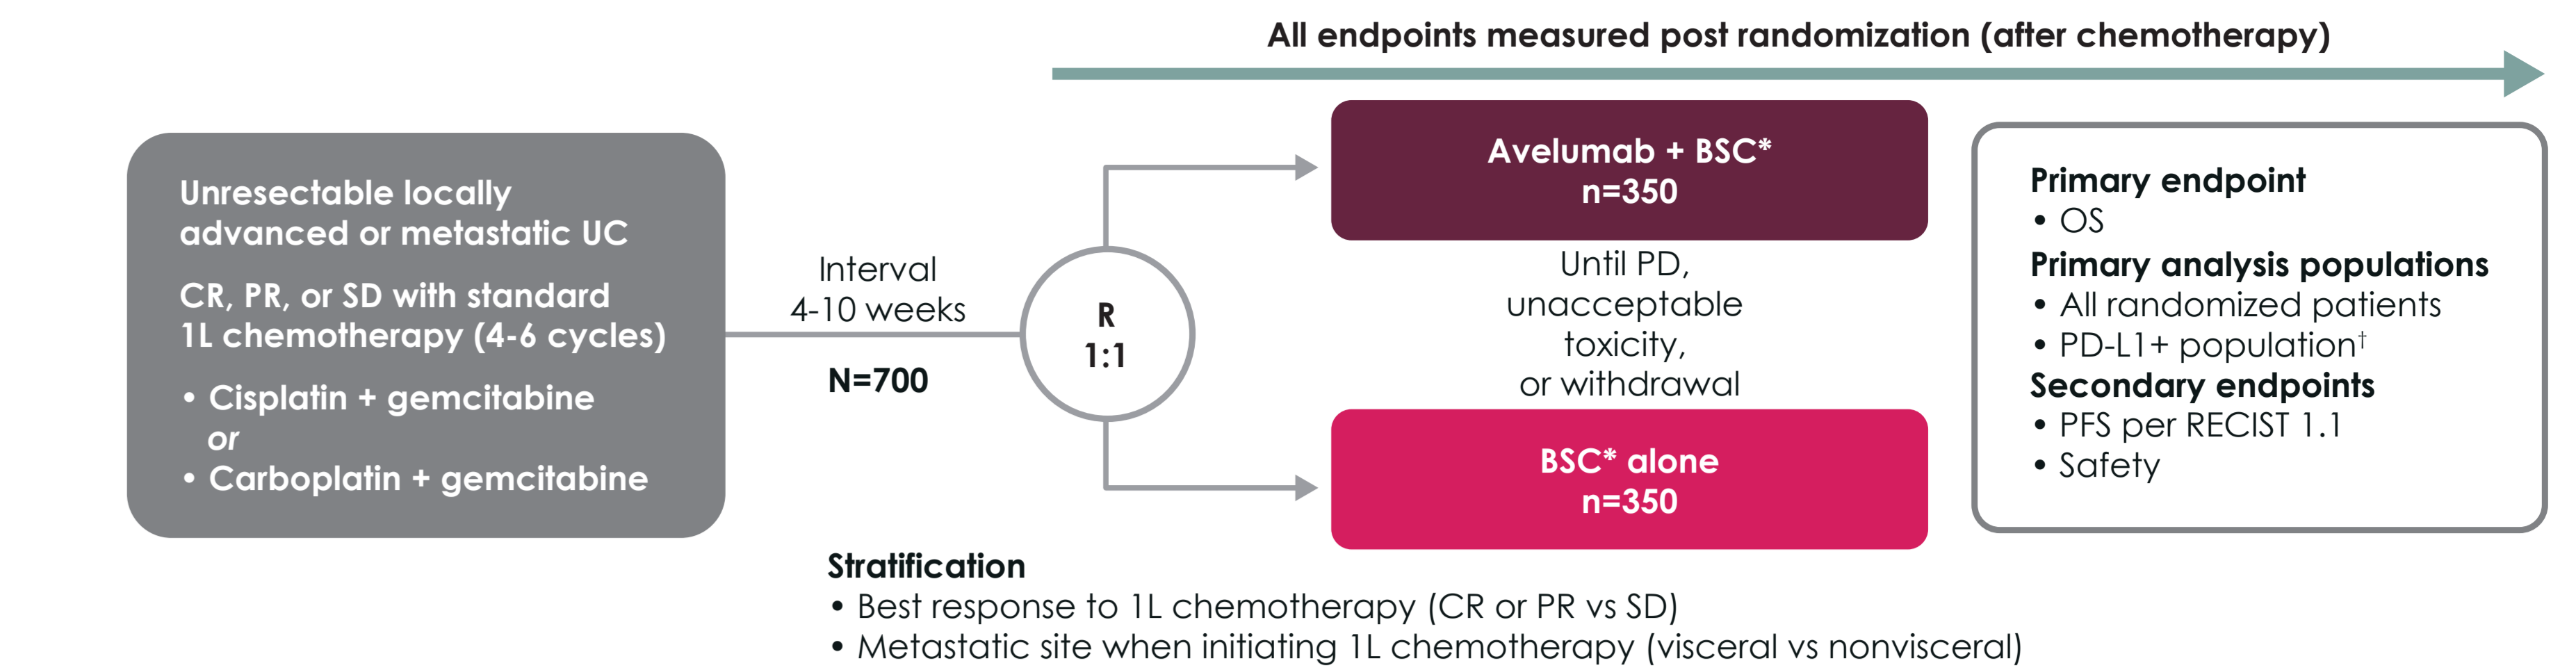 All endpoints measured post randomization (after chemotherapy)
Unresectable locally
advanced or metastatic UC
CR, PR, or SD with standard
1L chemotherapy (4-6 cycles)
• Cisplatin + gemcitabine
or
• Carboplatin + gemcitabine
Interval
4-10 weeks
N=700
R
1:1
Avelumab + BSC*
n=350
Until PD,
unacceptable
toxicity,
or withdrawal
BSC* alone
n=350
Primary endpoint
• OS
Primary analysis populations
• All randomized patients
• PD-L1+ population†
Secondary endpoints
• PFS per RECIST 1.1
• Safety
Stratification
• Best response to 1L chemotherapy (CR or PR vs SD)
• Metastatic site when initiating 1L chemotherapy (visceral vs nonvisceral)